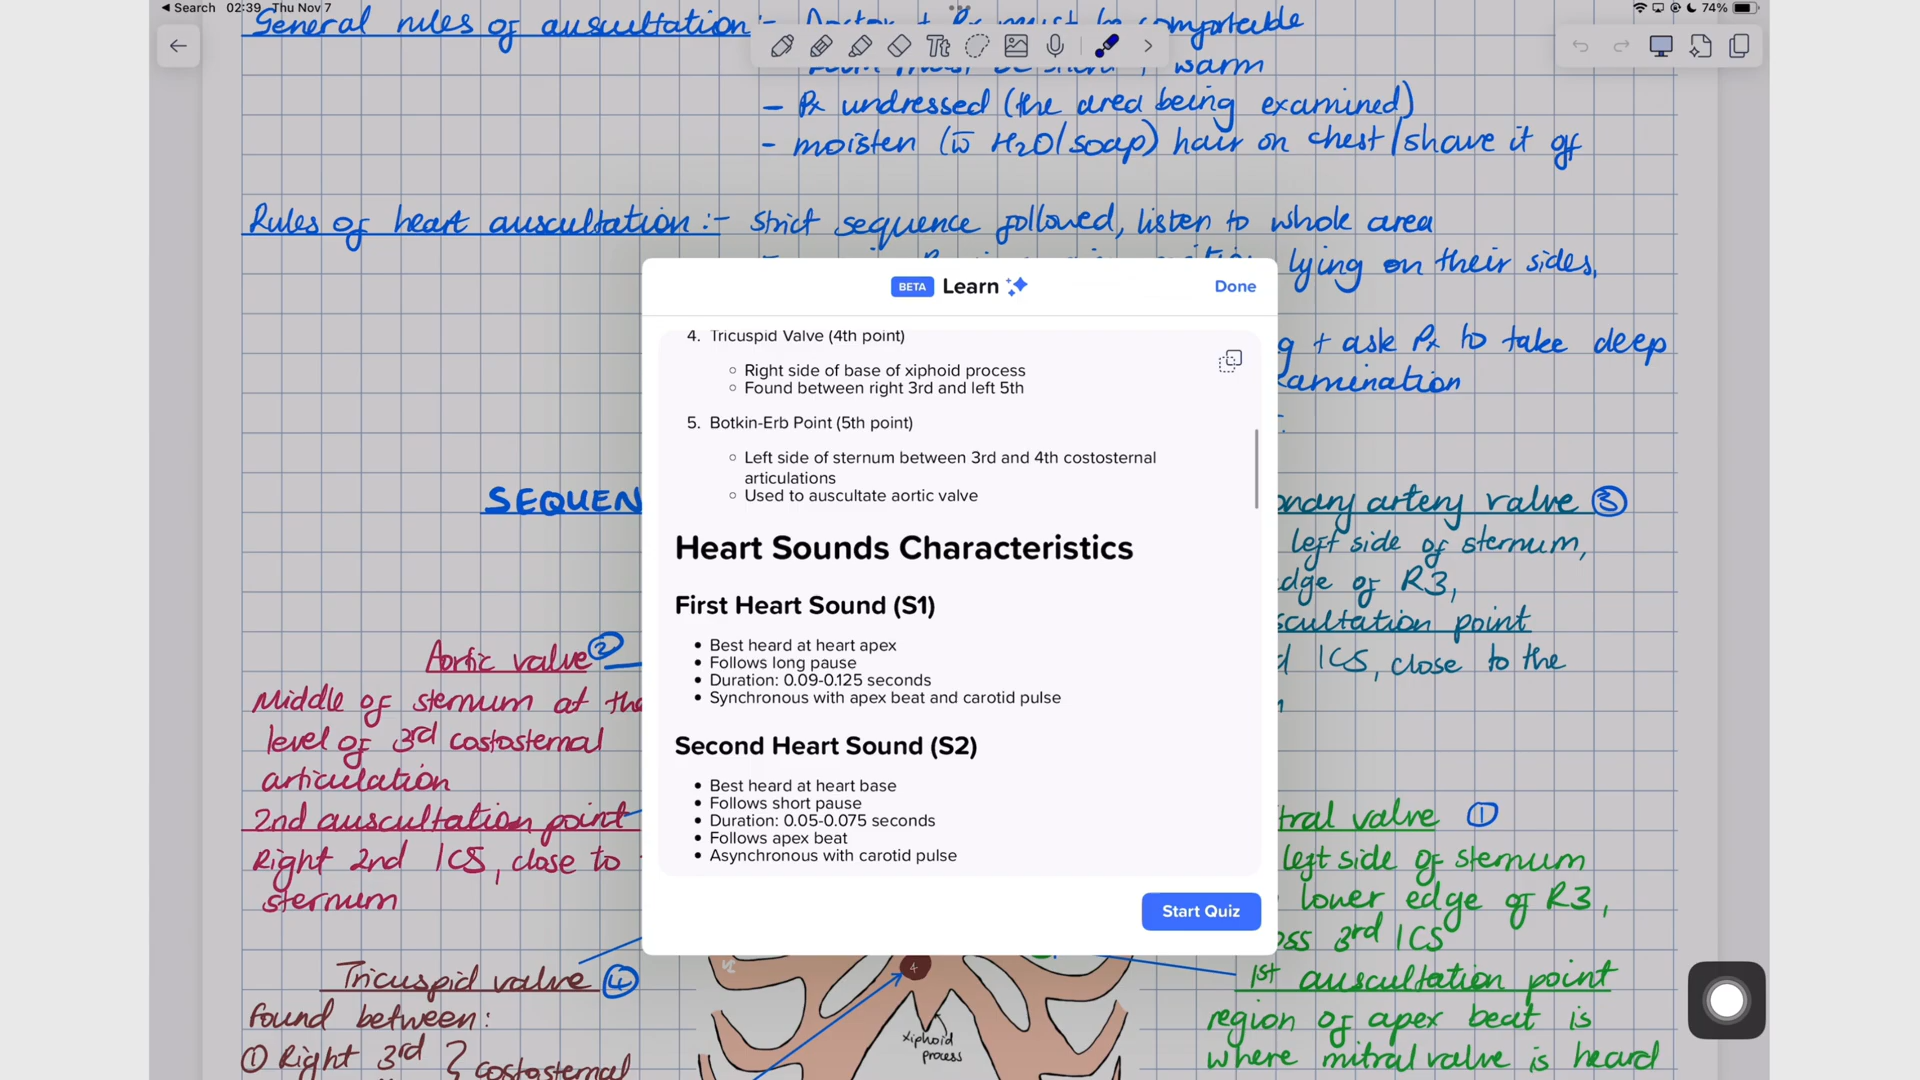 Search 02:39 Thu Nov 7
74%
General rules of auscultation :- Doctor + Px must be comfortable
warm
- Px undressed (the area being examined)
- moisten (w̄ H2O/soap) hair on chest/shave it off
Rules of heart auscultation :- Strict sequence followed, listen to whole area
lying on their sides,
+ ask Px to take deep
SEQUEN
Aortic valve 2
Middle of sternum at the
level of 3rd costosternal
articulation
2nd auscultation point
Right 2nd ICS, close to
sternum
Tricuspid valve 4
Found between:
① Right 3rd
costosternal
BETA Learn
Done
4. Tricuspid Valve (4th point)
○ Right side of base of xiphoid process
○ Found between right 3rd and left 5th
5. Botkin-Erb Point (5th point)
○ Left side of sternum between 3rd and 4th costosternal
articulations
○ Used to auscultate aortic valve
Heart Sounds Characteristics
First Heart Sound (S1)
• Best heard at heart apex
• Follows long pause
• Duration: 0.09-0.125 seconds
• Synchronous with apex beat and carotid pulse
Second Heart Sound (S2)
• Best heard at heart base
• Follows short pause
• Duration: 0.05-0.075 seconds
• Follows apex beat
• Asynchronous with carotid pulse
Start Quiz
4
xiphoid
process
artery valve 3
left side of sternum,
of R3,
point
ICS, close to the
valve 1
left side of sternum
lower edge of R3,
3rd ICS
1st auscultation point
region of apex beat is
where mitral valve is heard